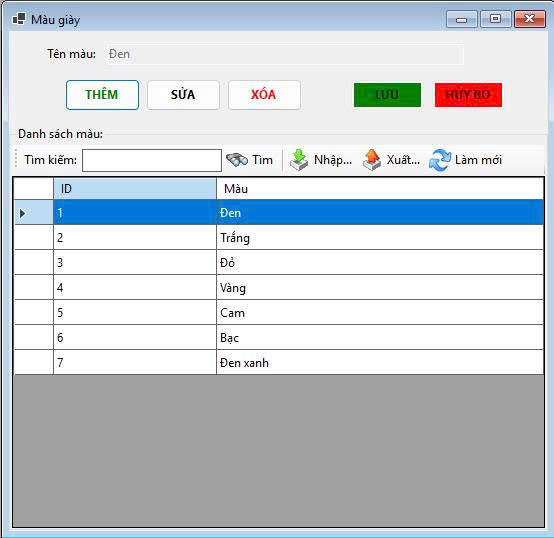 Màu giày
Tên màu: Đen
THÊM SỬA XÓA LƯU HỦY BỎ
Danh sách màu:
Tìm kiếm: Tìm Nhập... Xuất... Làm mới
ID Màu
1 Đen
2 Trắng
3 Đỏ
4 Vàng
5 Cam
6 Bạc
7 Đen xanh